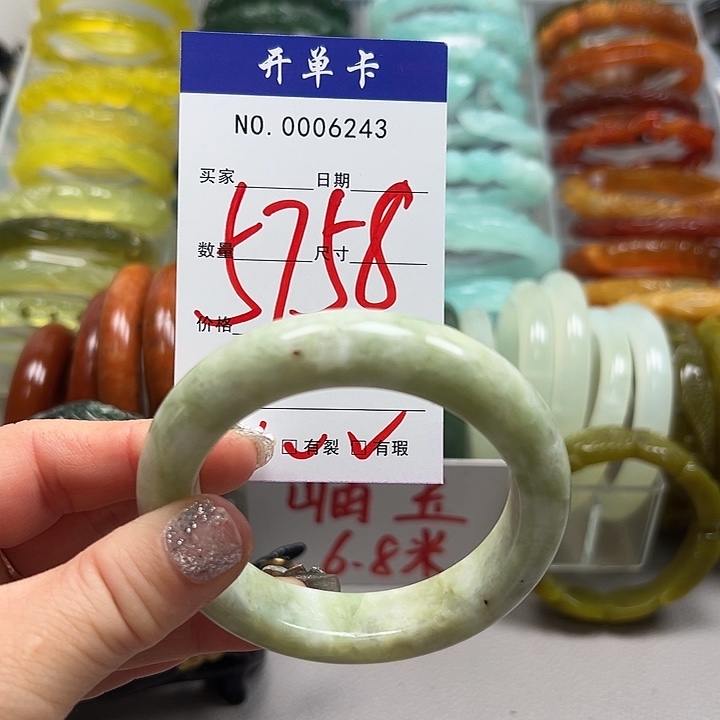 开单卡
NO. 0006243
买家 日期
5758
数量 尺寸
价格
有裂 有瑕
岫玉
6.8米